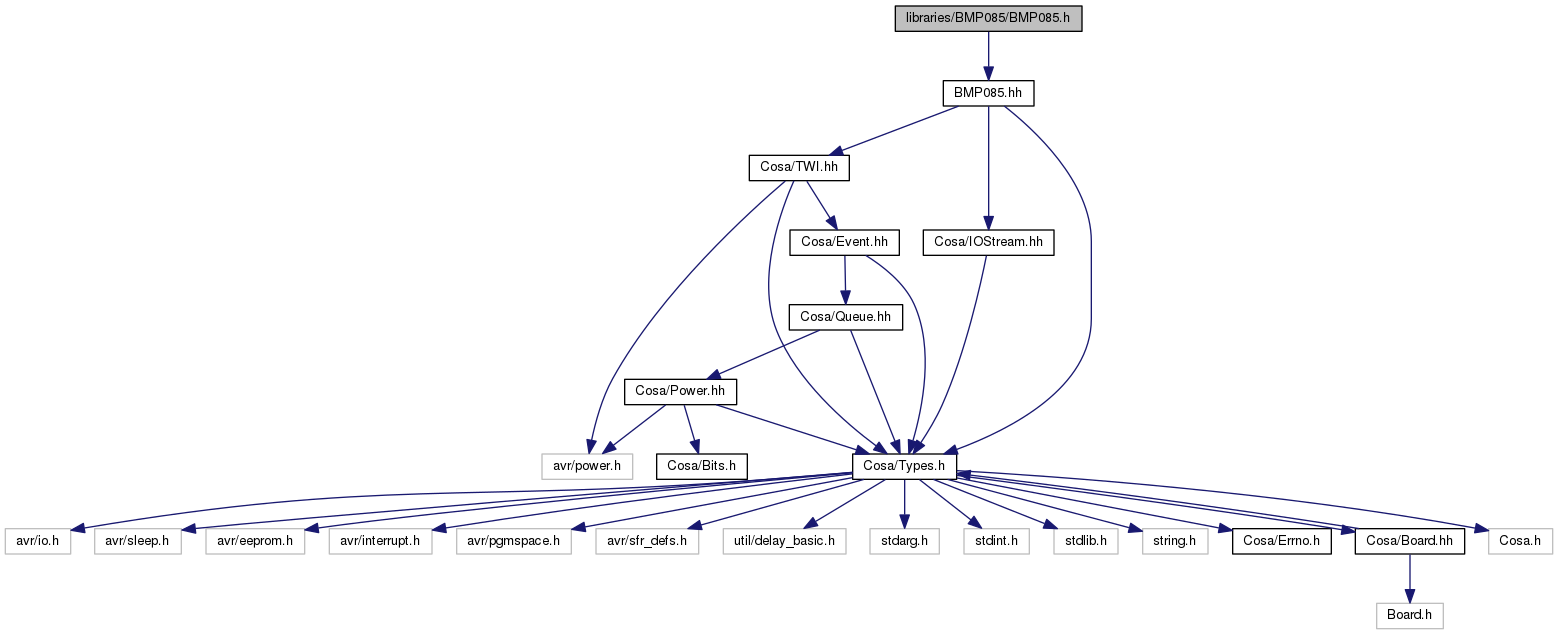 libraries/BMP085/BMP085.h
BMP085.hh
Cosa/TWI.hh
Cosa/Event.hh
Cosa/IOStream.hh
Cosa/Queue.hh
Cosa/Power.hh
avr/power.h
Cosa/Bits.h
Cosa/Types.h
avr/io.h
avr/sleep.h
avr/eeprom.h
avr/interrupt.h
avr/pgmspace.h
avr/sfr_defs.h
util/delay_basic.h
stdarg.h
stdint.h
stdlib.h
string.h
Cosa/Errno.h
Cosa/Board.hh
Cosa.h
Board.h